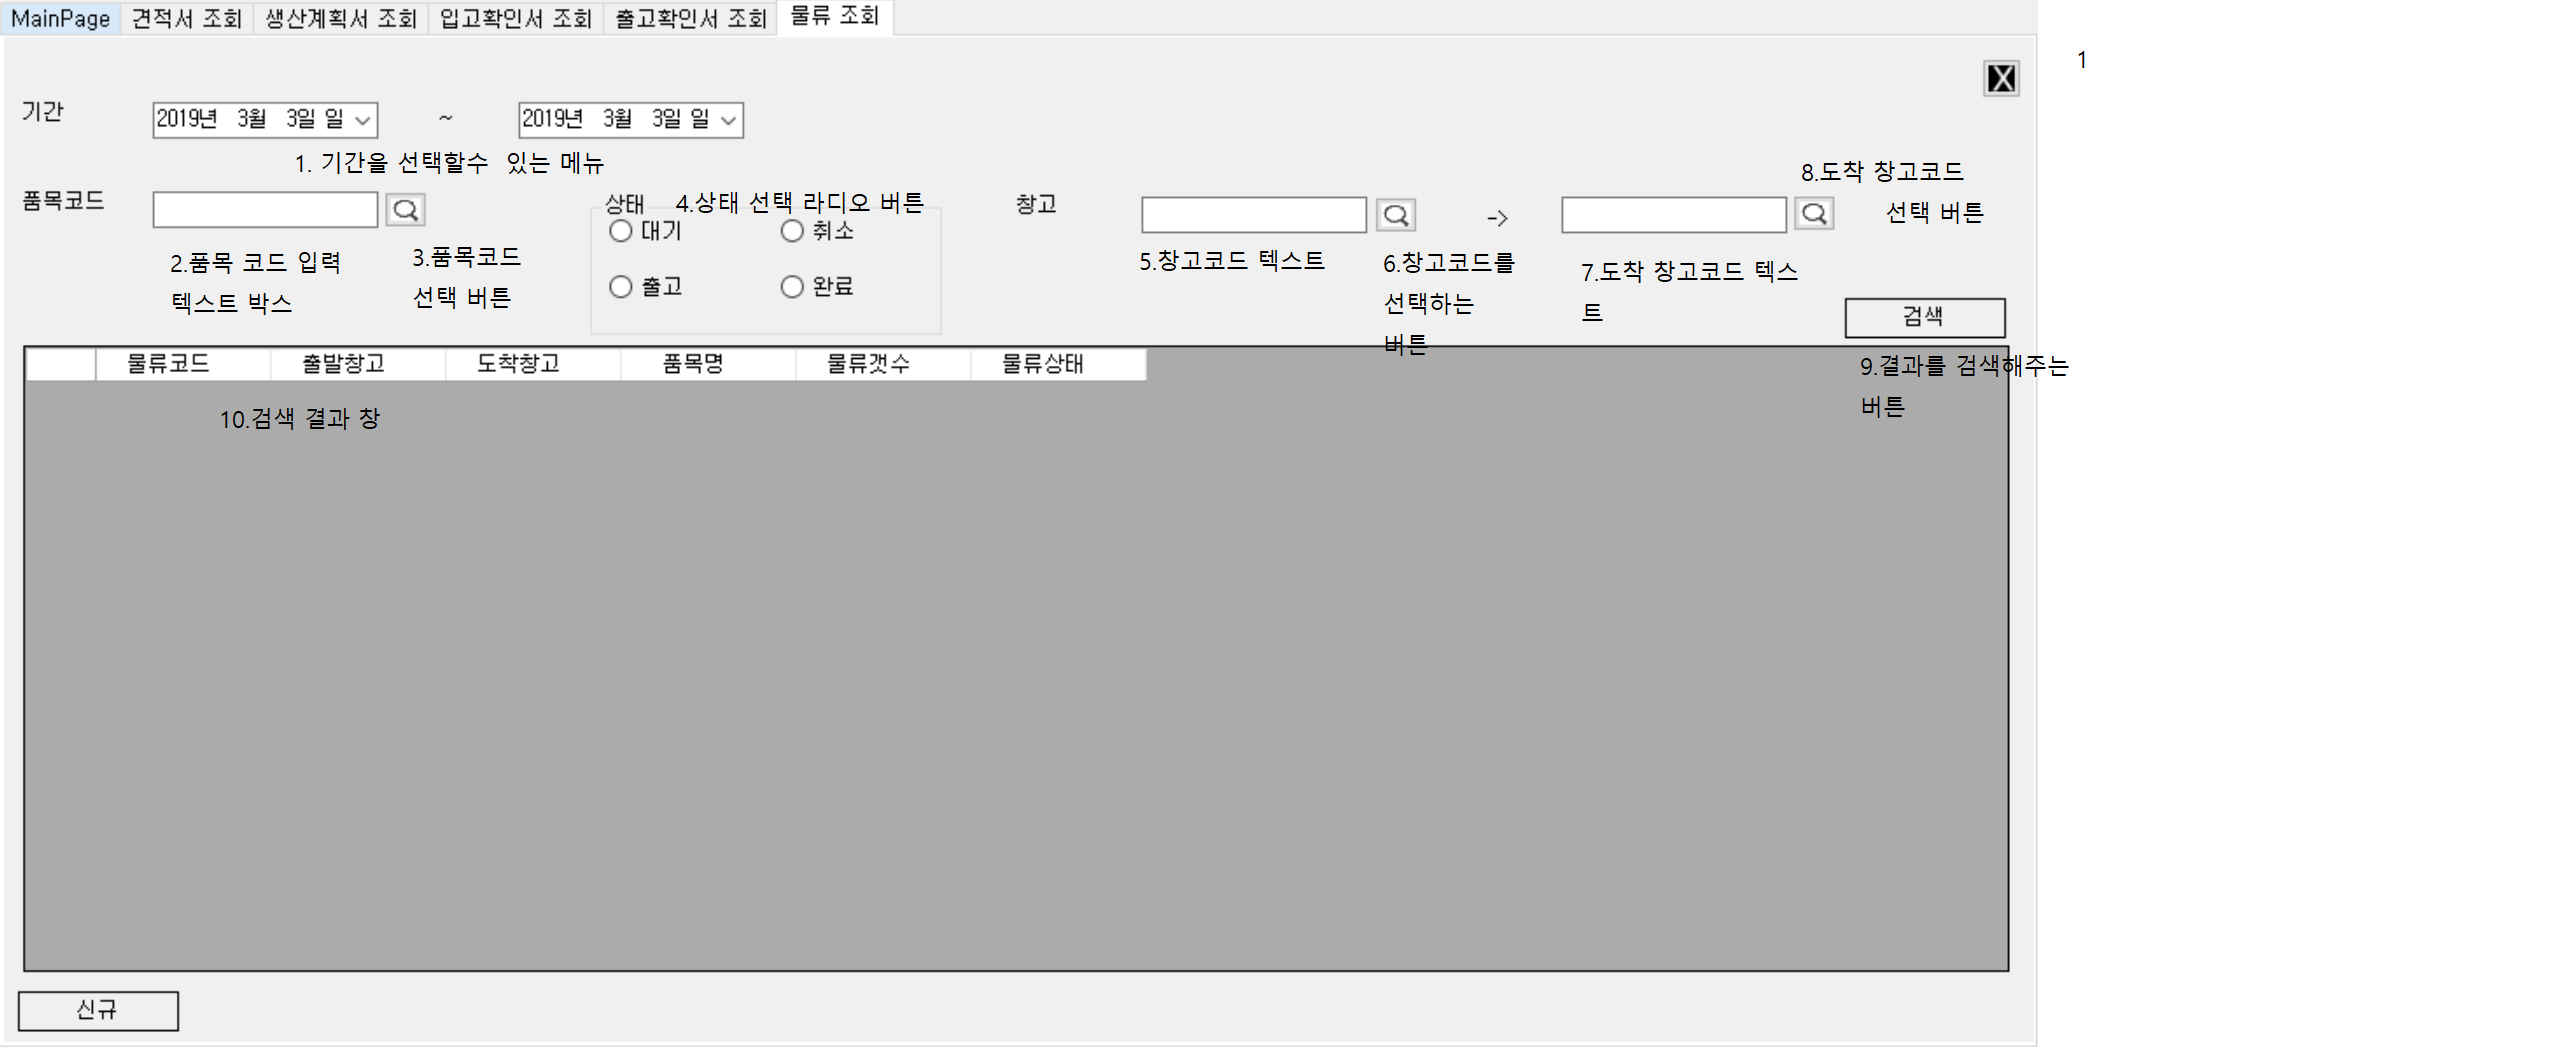 MainPage 견적서 조회 생산계획서 조회 입고확인서 조회 출고확인서 조회 물류 조회
1
X
기간 2019년 3월 3일 일 ~ 2019년 3월 3일 일
1. 기간을 선택할수 있는 메뉴
품목코드
2.품목 코드 입력
텍스트 박스
3.품목코드
선택 버튼
상태
4.상태 선택 라디오 버튼
대기 취소
출고 완료
창고 ->
5.창고코드 텍스트
6.창고코드를
선택하는
버튼
7.도착 창고코드 텍스
트
8.도착 창고코드
선택 버튼
검색
9.결과를 검색해주는
버튼
물류코드 출발창고 도착창고 품목명 물류갯수 물류상태
10.검색 결과 창
신규